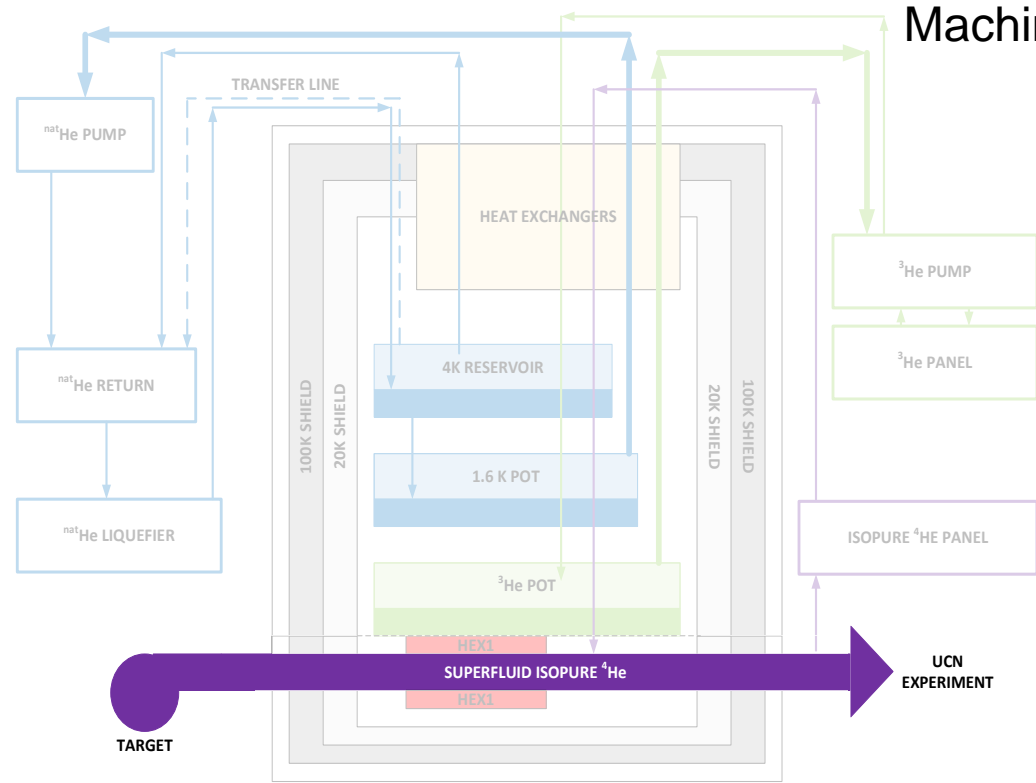 Machin
TRANSFER LINE
natHe PUMP
HEAT EXCHANGERS
3He PUMP
3He PANEL
natHe RETURN
4K RESERVOIR
100K SHIELD
20K SHIELD
20K SHIELD
100K SHIELD
1.6 K POT
natHe LIQUEFIER
ISOPURE 4HE PANEL
3He POT
HEX1
SUPERFLUID ISOPURE 4He
HEX1
UCN
EXPERIMENT
TARGET